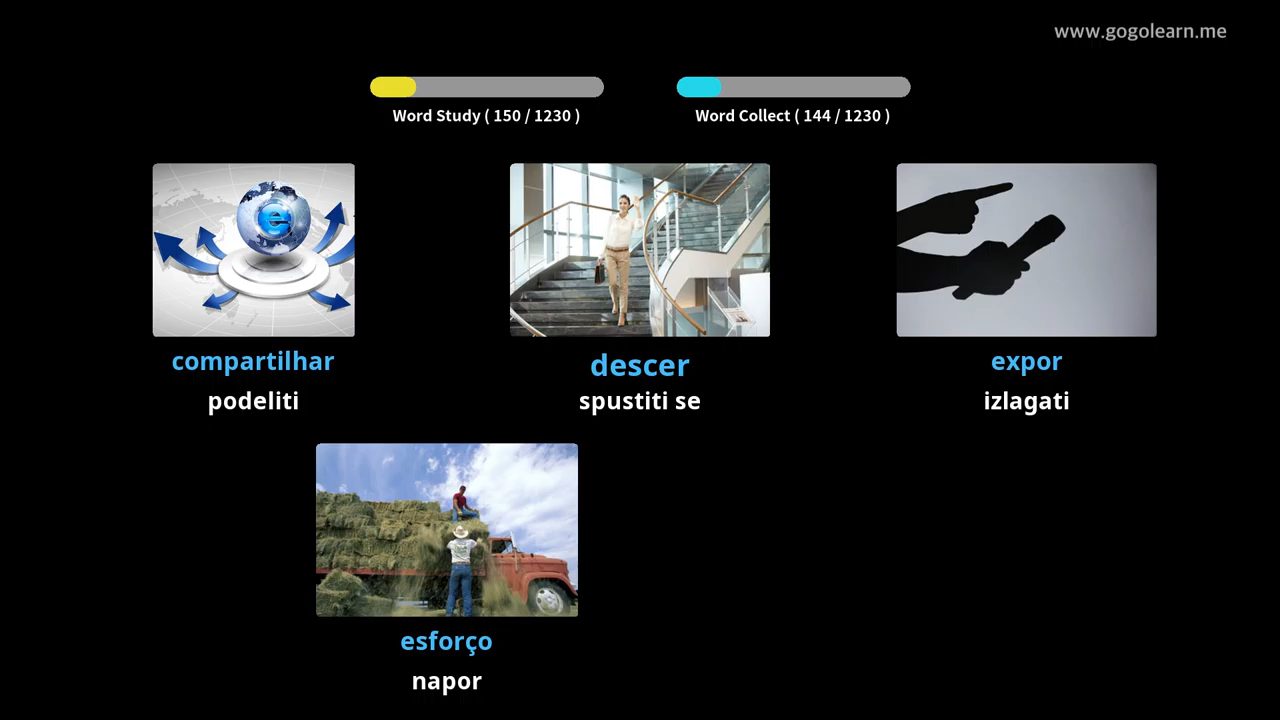 www.gogolearn.me
Word Study ( 150 / 1230 )
Word Collect ( 144 / 1230 )
compartilhar
podeliti
descer
spustiti se
expor
izlagati
esforço
napor